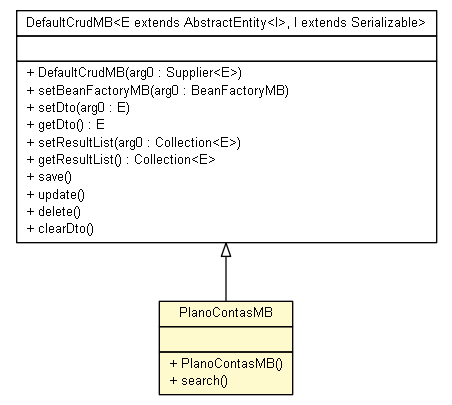 DefaultCrudMB<E extends AbstractEntity<I>, I extends Serializable>
+ DefaultCrudMB(arg0 : Supplier<E>)
+ setBeanFactoryMB(arg0 : BeanFactoryMB)
+ setDto(arg0 : E)
+ getDto() : E
+ setResultList(arg0 : Collection<E>)
+ getResultList() : Collection<E>
+ save()
+ update()
+ delete()
+ clearDto()
PlanoContasMB
+ PlanoContasMB()
+ search()